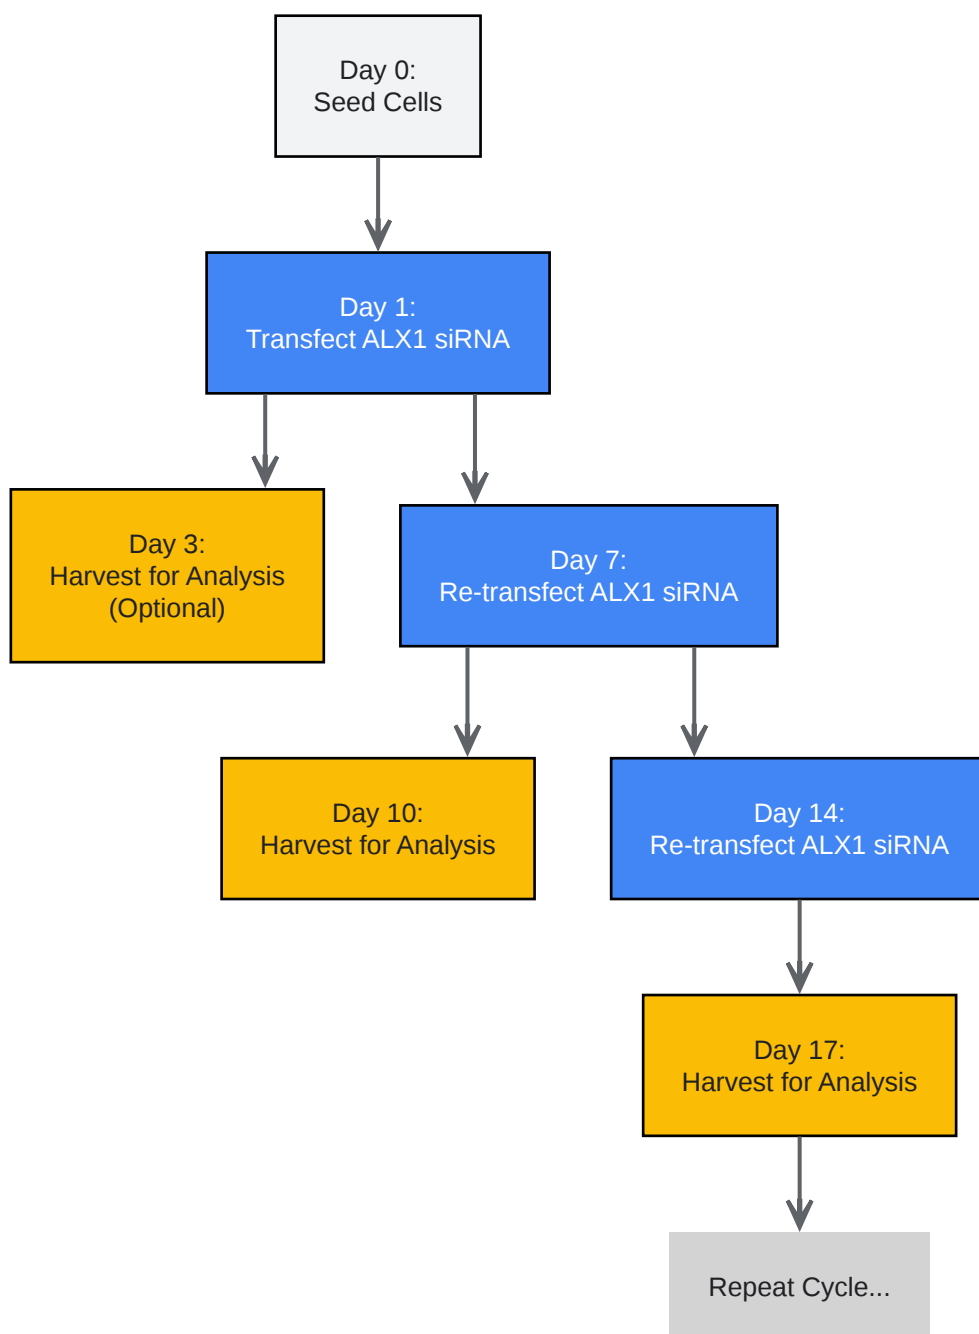 Day 0:
Seed Cells
Day 1:
Transfect ALX1 siRNA
Day 3:
Harvest for Analysis
(Optional)
Day 7:
Re-transfect ALX1 siRNA
Day 10:
Harvest for Analysis
Day 14:
Re-transfect ALX1 siRNA
Day 17:
Harvest for Analysis
Repeat Cycle...